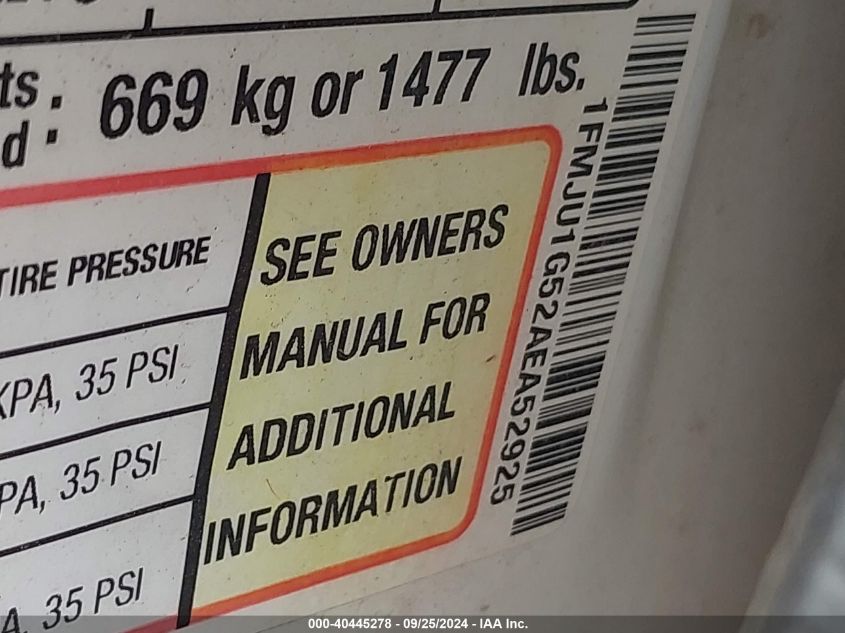 ts : 669 kg or 1477 lbs.
d :
TIRE PRESSURE
KPA, 35 PSI
PA, 35 PSI
A, 35 PSI
SEE OWNERS
MANUAL FOR
ADDITIONAL
INFORMATION
1FMJU1G52AEA52925
000-40445278 - 09/25/2024 - IAA Inc.